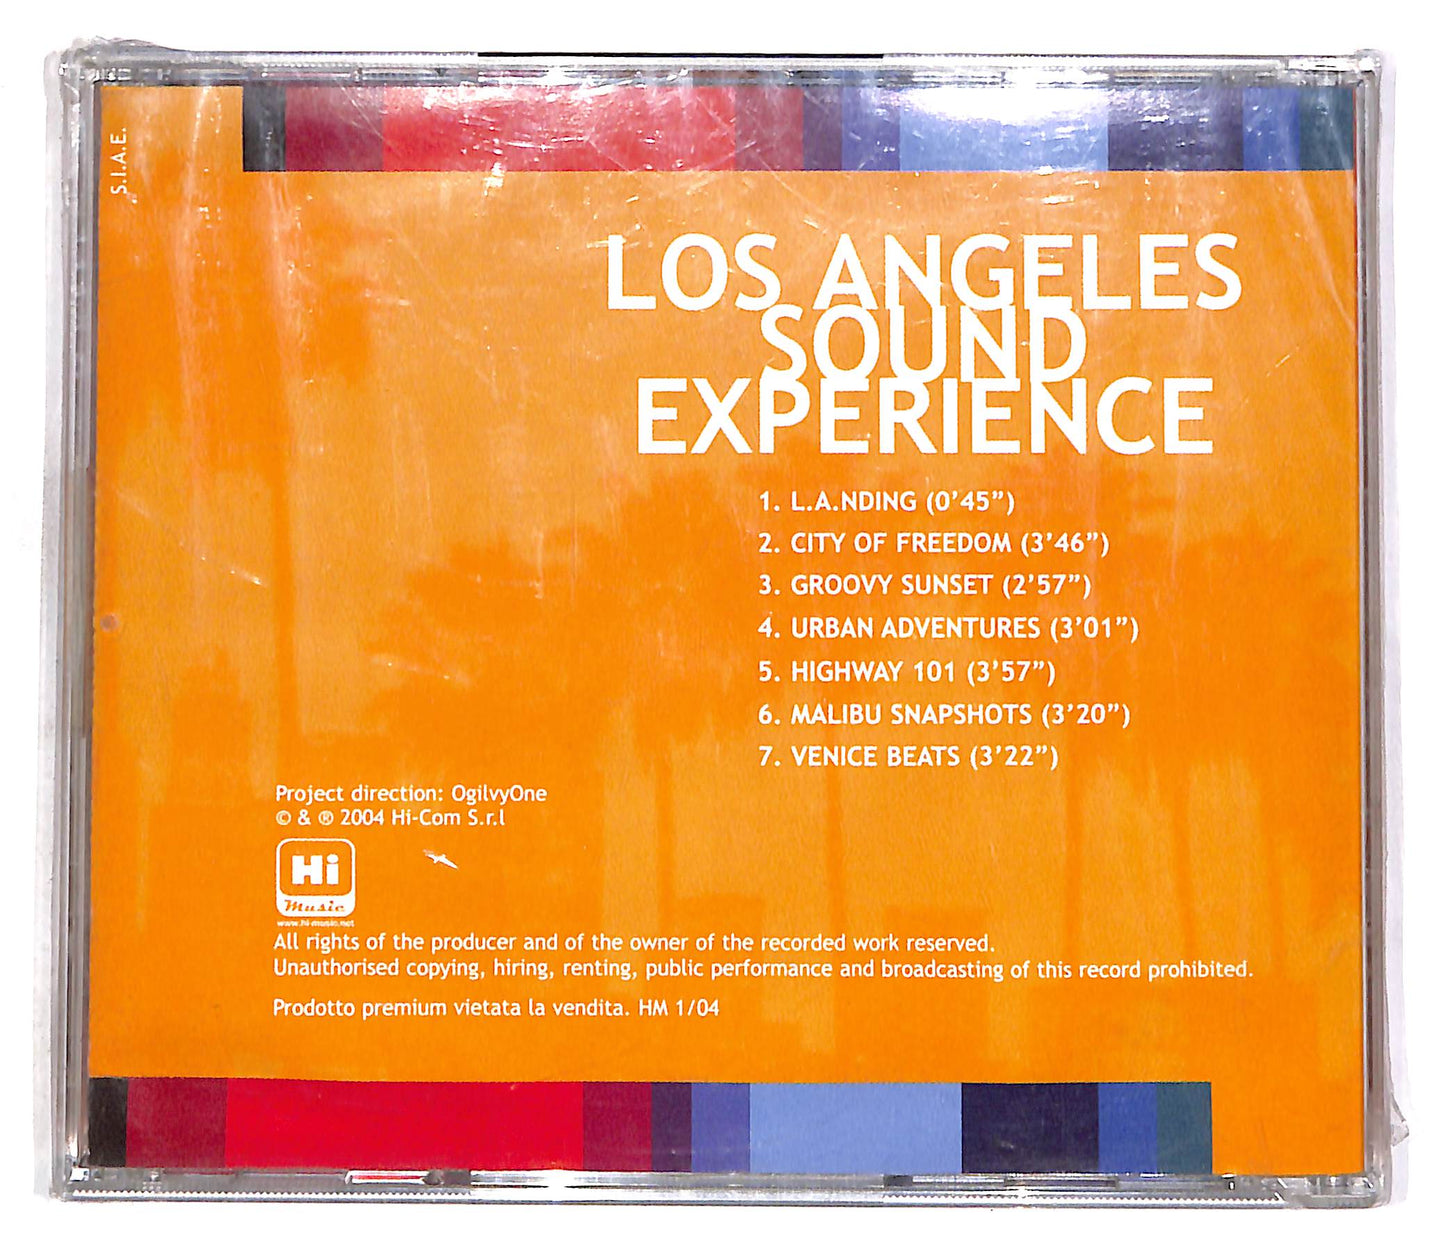 S.I.A.E.
LOS ANGELES
SOUND
EXPERIENCE
1. L.A.NDING (0'45")
2. CITY OF FREEDOM (3'46")
3. GROOVY SUNSET (2'57")
4. URBAN ADVENTURES (3'01")
5. HIGHWAY 101 (3'57")
6. MALIBU SNAPSHOTS (3'20")
7. VENICE BEATS (3'22")
Project direction: OgilvyOne
© & ® 2004 Hi-Com S.r.l
Hi
Music
www.hi-music.net
All rights of the producer and of the owner of the recorded work reserved.
Unauthorised copying, hiring, renting, public performance and broadcasting of this record prohibited.
Prodotto premium vietata la vendita. HM 1/04